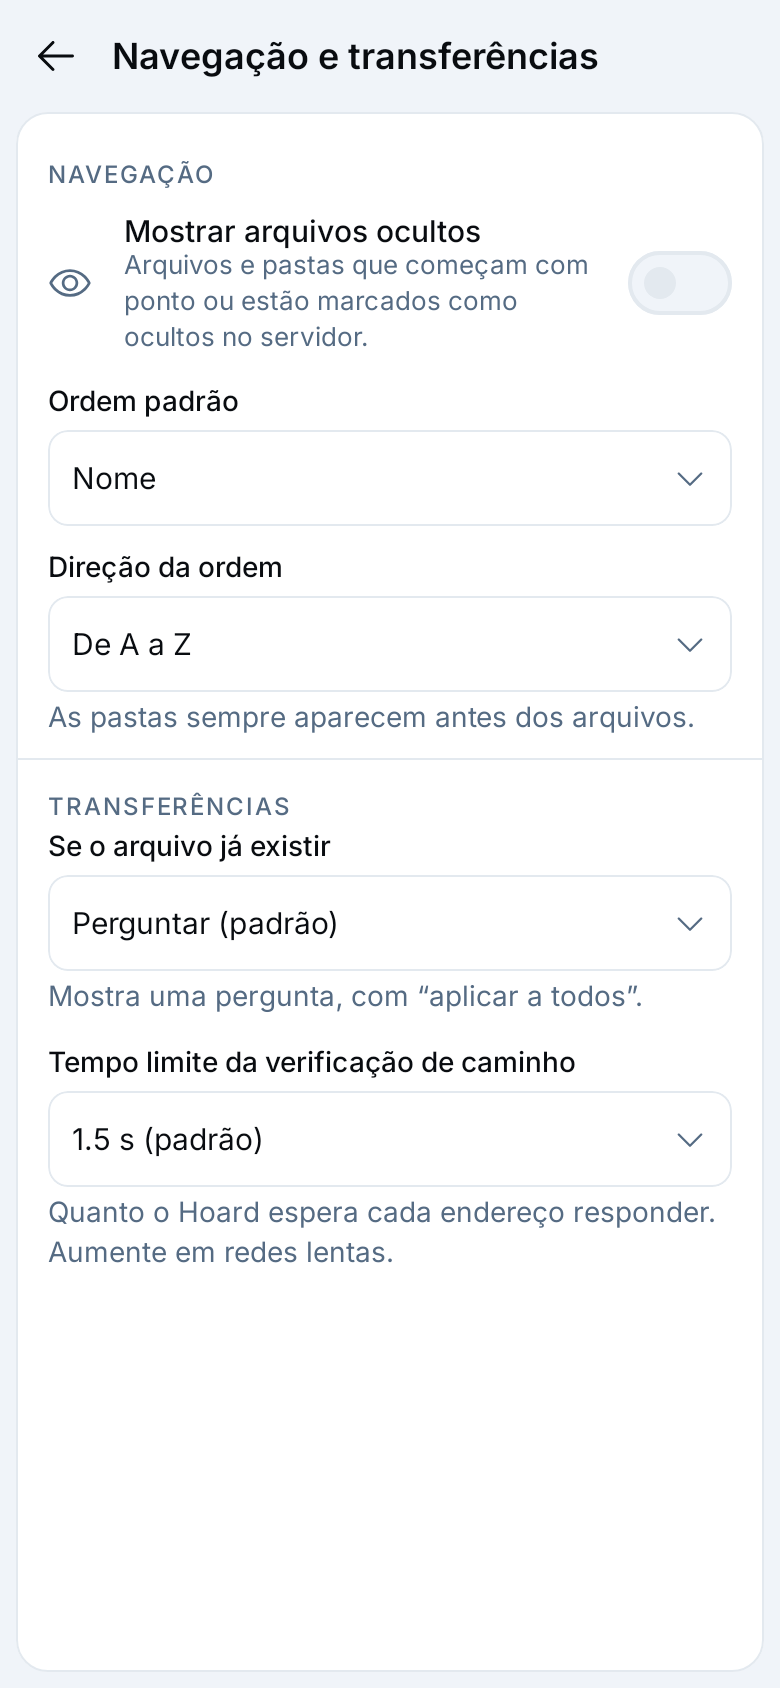 Navegação e transferências
NAVEGAÇÃO
Mostrar arquivos ocultos
Arquivos e pastas que começam com
ponto ou estão marcados como
ocultos no servidor.
Ordem padrão
Nome
Direção da ordem
De A a Z
As pastas sempre aparecem antes dos arquivos.
TRANSFERÊNCIAS
Se o arquivo já existir
Perguntar (padrão)
Mostra uma pergunta, com “aplicar a todos”.
Tempo limite da verificação de caminho
1.5 s (padrão)
Quanto o Hoard espera cada endereço responder.
Aumente em redes lentas.